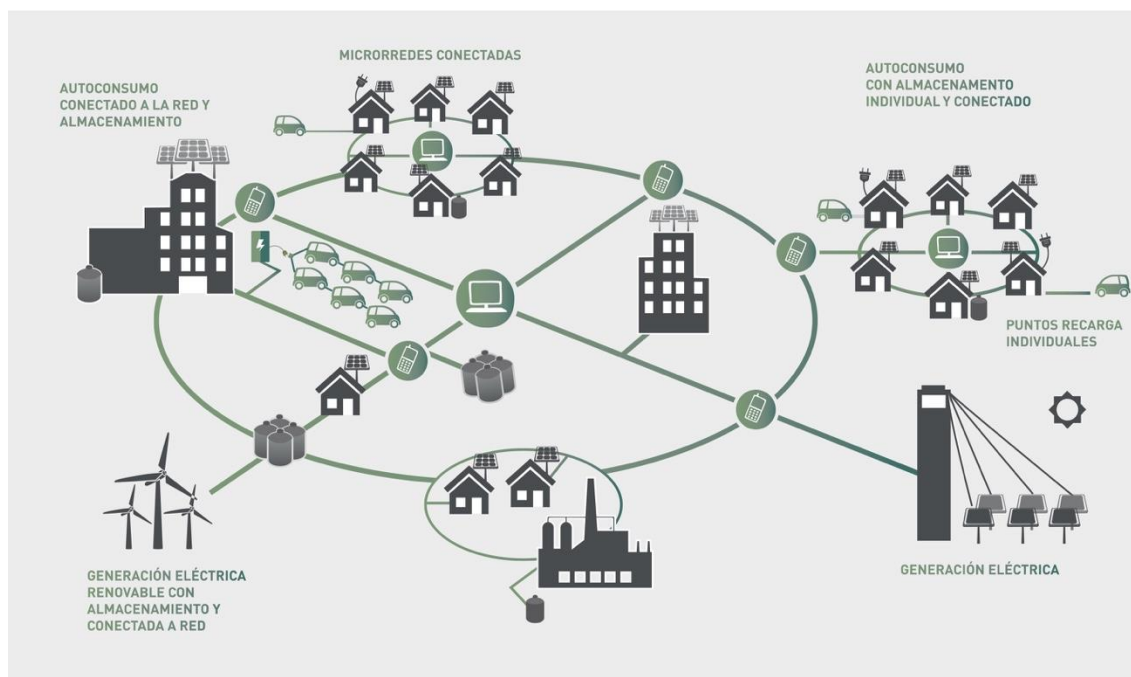 MICRORREDES CONECTADAS
AUTOCONSUMO
CONECTADO A LA RED Y
ALMACENAMIENTO
AUTOCONSUMO
CON ALMACENAMENTO
INDIVIDUAL Y CONECTADO
PUNTOS RECARGA
INDIVIDUALES
GENERACIÓN ELÉCTRICA
RENOVABLE CON
ALMACENAMIENTO Y
CONECTADA A RED
GENERACIÓN ELÉCTRICA